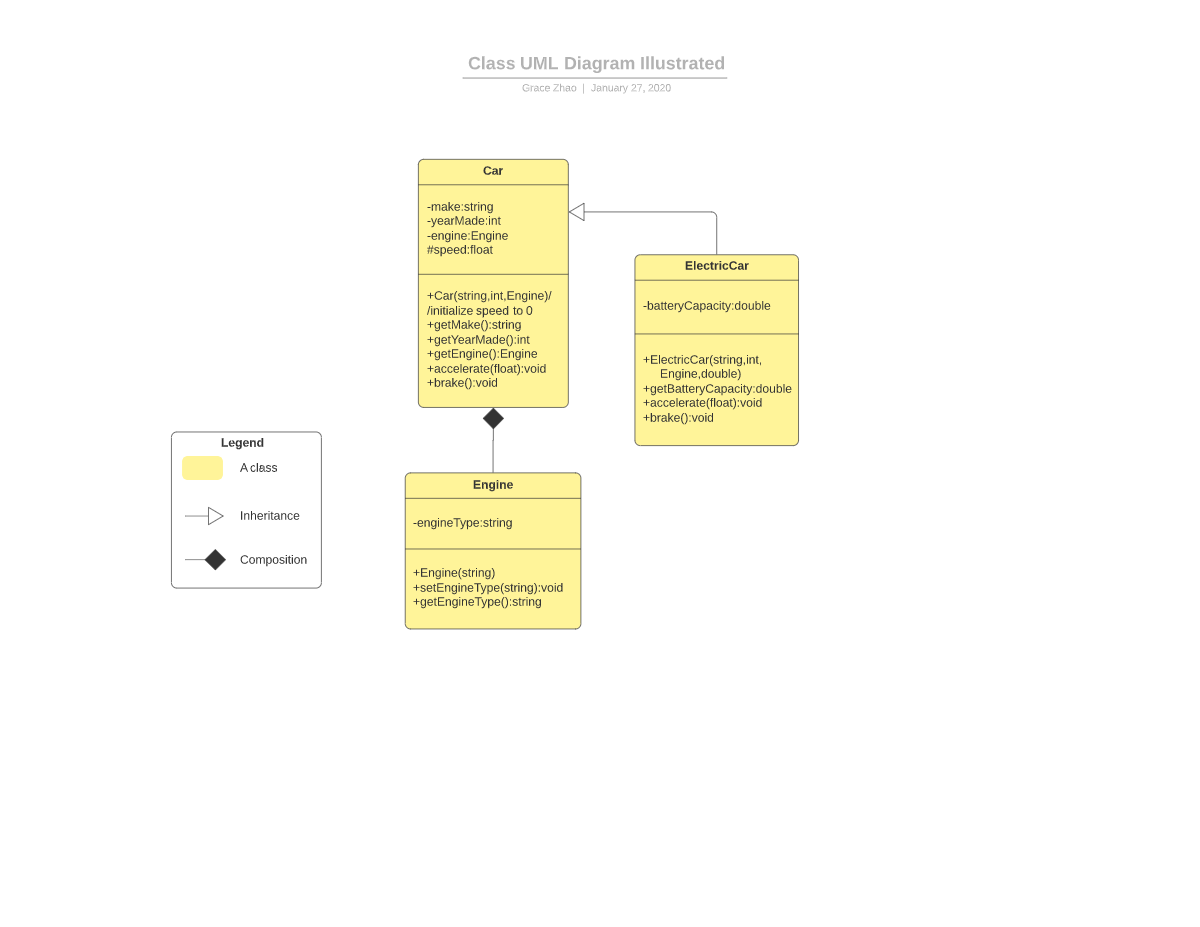 Class UML Diagram Illustrated
Grace Zhao | January 27, 2020
Car
-make:string
-yearMade:int
-engine:Engine
#speed:float
+Car(string,int,Engine)/
/initialize speed to 0
+getMake():string
+getYearMade():int
+getEngine():Engine
+accelerate(float):void
+brake():void
ElectricCar
-batteryCapacity:double
+ElectricCar(string,int,
Engine,double)
+getBatteryCapacity:double
+accelerate(float):void
+brake():void
Legend
A class
Inheritance
Composition
Engine
-engineType:string
+Engine(string)
+setEngineType(string):void
+getEngineType():string